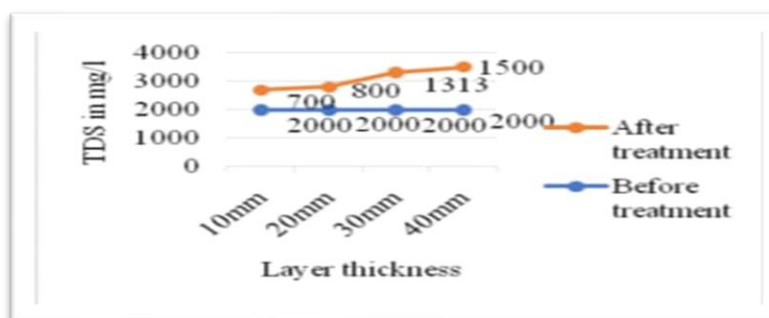 TDS in mg/l
4000
3000
2000
1000
0
700
800
1313
1500
2000
2000
2000
2000
10mm
20mm
30mm
40mm
Layer thickness
After
treatment
Before
treatment